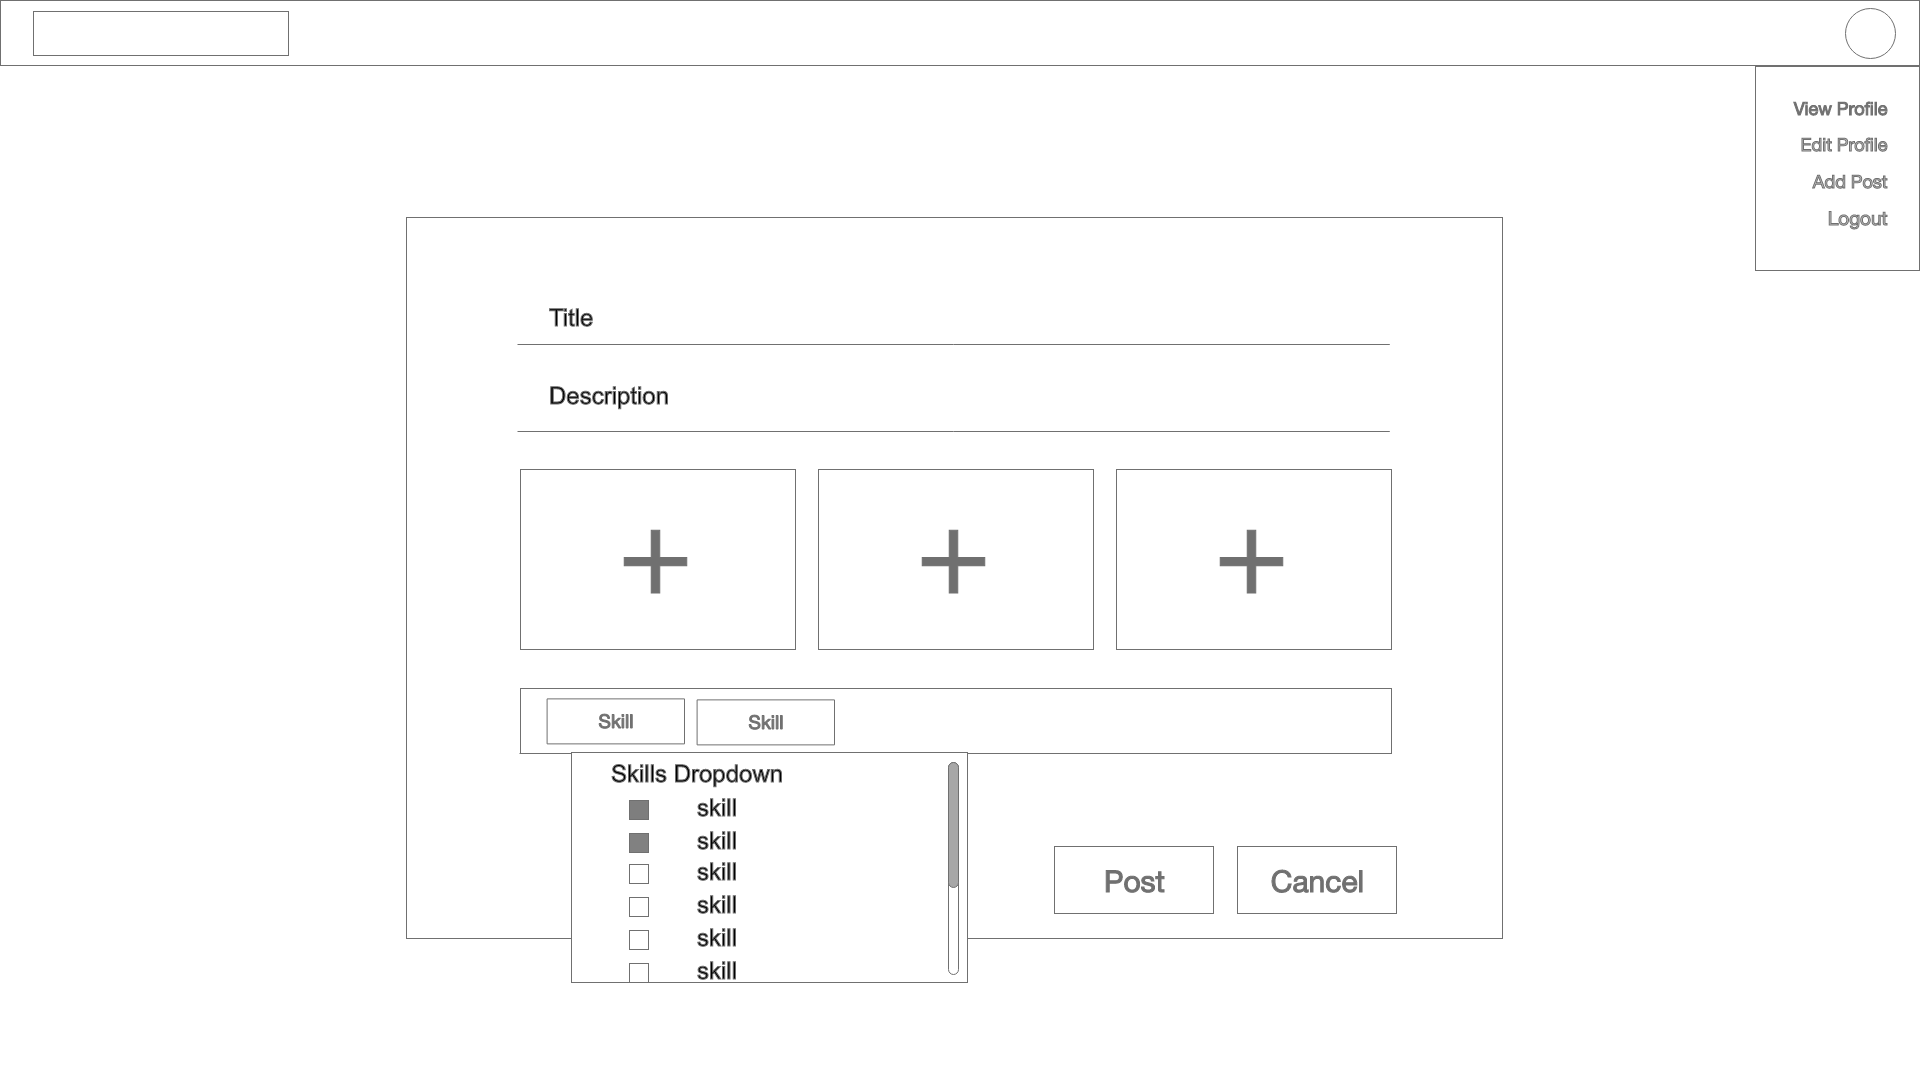 View Profile
Edit Profile
Add Post
Logout
Title
Description
Skill
Skill
Skills Dropdown
skill
skill
skill
skill
skill
skill
Post
Cancel